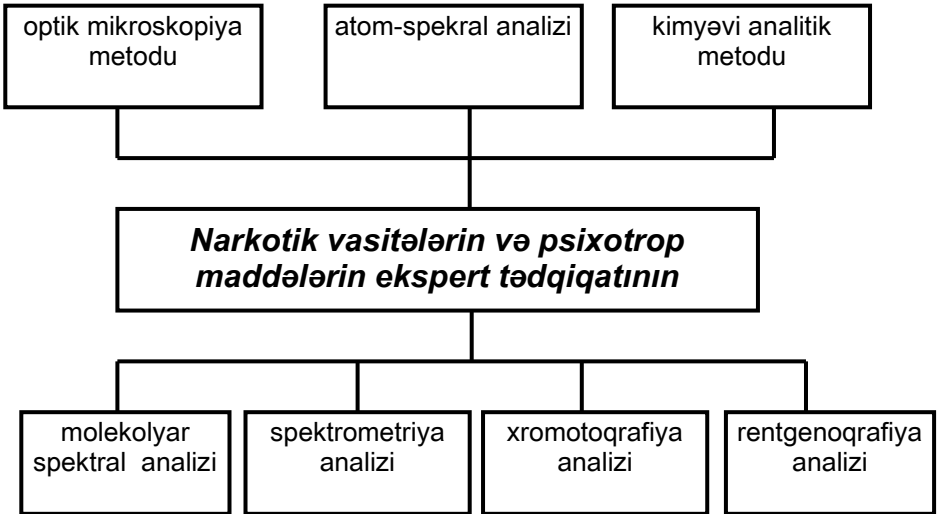 optik mikroskopiya
metodu
atom-spekral analizi
kimyəvi analitik
metodu
Narkotik vasitələrin və psixotrop
maddələrin ekspert tədqiqatının
molekolyar
spektral analizi
spektrometriya
analizi
xromotoqrafiya
analizi
rentgenoqrafiya
analizi